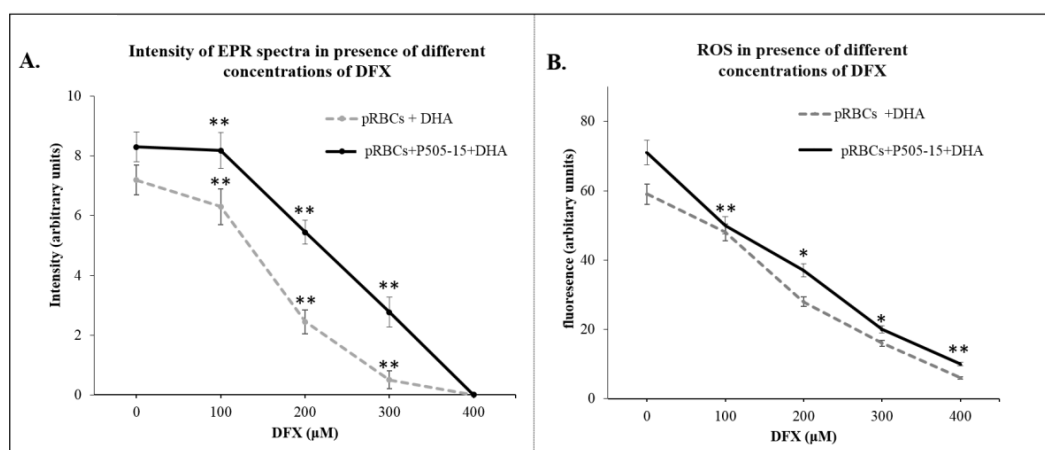 A.
Intensity of EPR spectra in presence of different
concentrations of DFX
10
8
6
4
2
0
Intensity (arbitrary units)
pRBCs + DHA
pRBCs+P505-15+DHA
**
**
**
**
**
**
0 100 200 300 400
DFX (µM)
B.
ROS in presence of different
concentrations of DFX
80
60
40
20
0
fluoresence (arbitary unnits)
pRBCs +DHA
pRBCs+P505-15+DHA
**
*
*
**
0 100 200 300 400
DFX (µM)